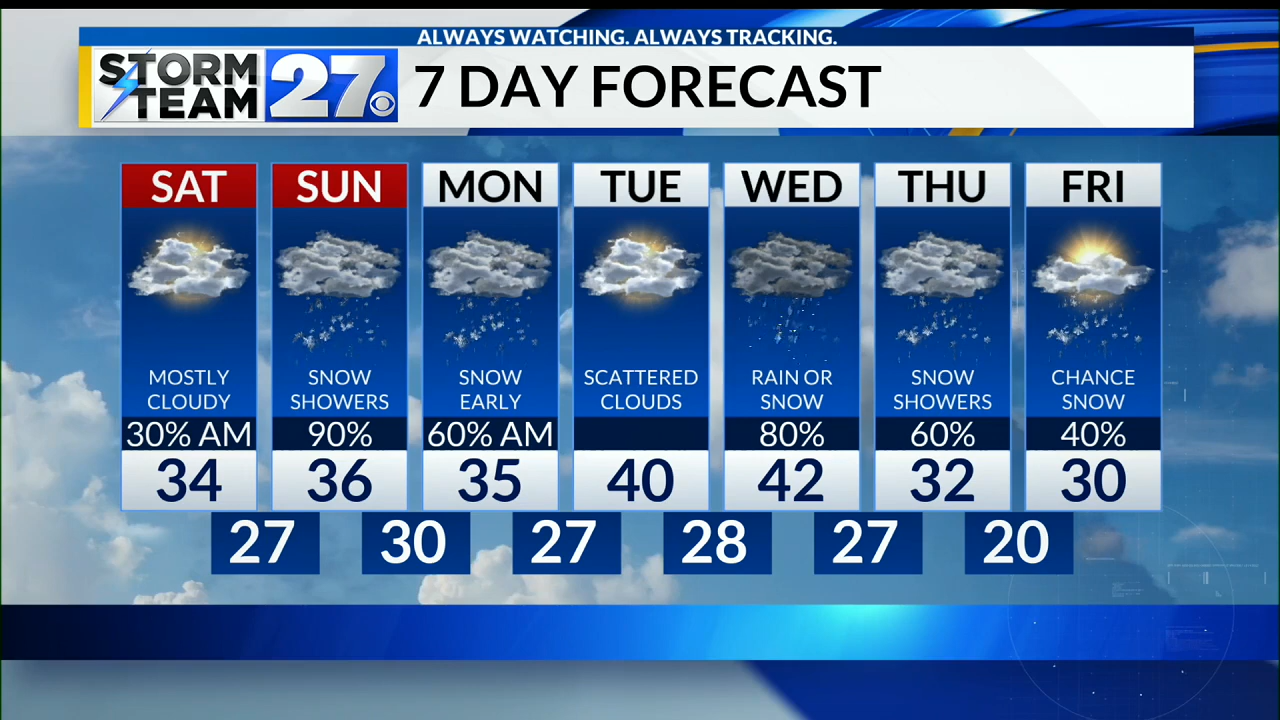 ALWAYS WATCHING. ALWAYS TRACKING.
STORM
TEAM
27
7 DAY FORECAST
SAT SUN MON TUE WED THU FRI
MOSTLY SNOW SNOW SCATTERED RAIN OR SNOW CHANCE
CLOUDY SHOWERS EARLY CLOUDS SNOW SHOWERS SNOW
30% AM 90% 60% AM 80% 60% 40%
34 36 35 40 42 32 30
27 30 27 28 27 20